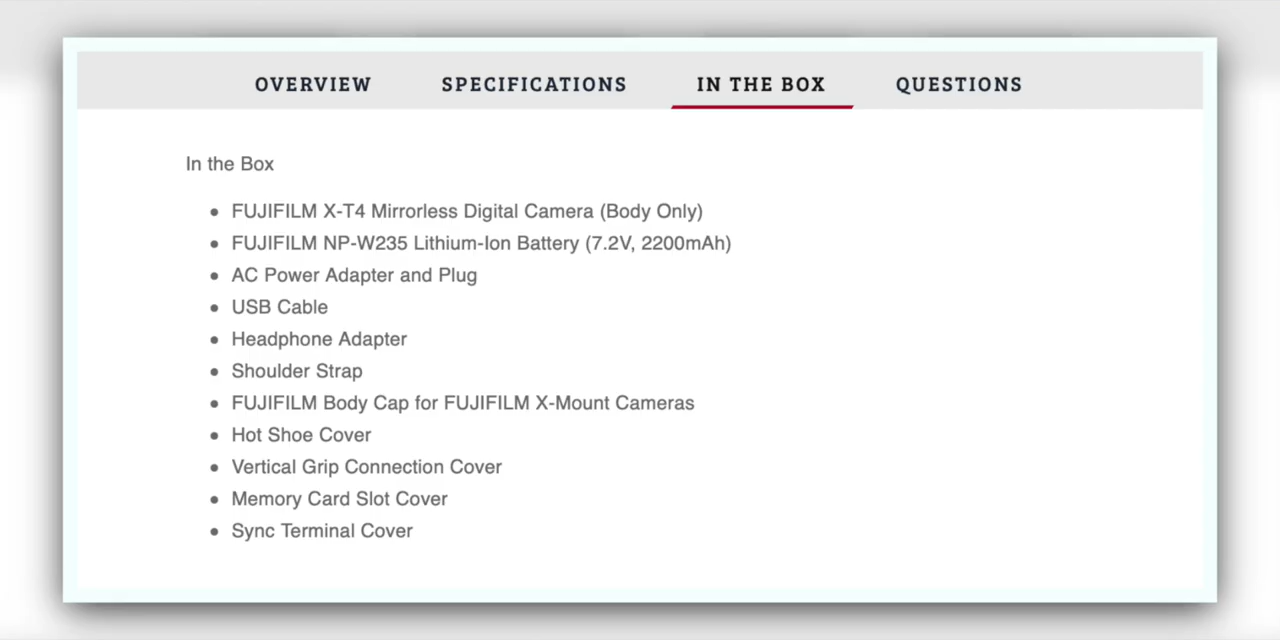 OVERVIEW SPECIFICATIONS IN THE BOX QUESTIONS
In the Box
FUJIFILM X-T4 Mirrorless Digital Camera (Body Only)
FUJIFILM NP-W235 Lithium-Ion Battery (7.2V, 2200mAh)
AC Power Adapter and Plug
USB Cable
Headphone Adapter
Shoulder Strap
FUJIFILM Body Cap for FUJIFILM X-Mount Cameras
Hot Shoe Cover
Vertical Grip Connection Cover
Memory Card Slot Cover
Sync Terminal Cover